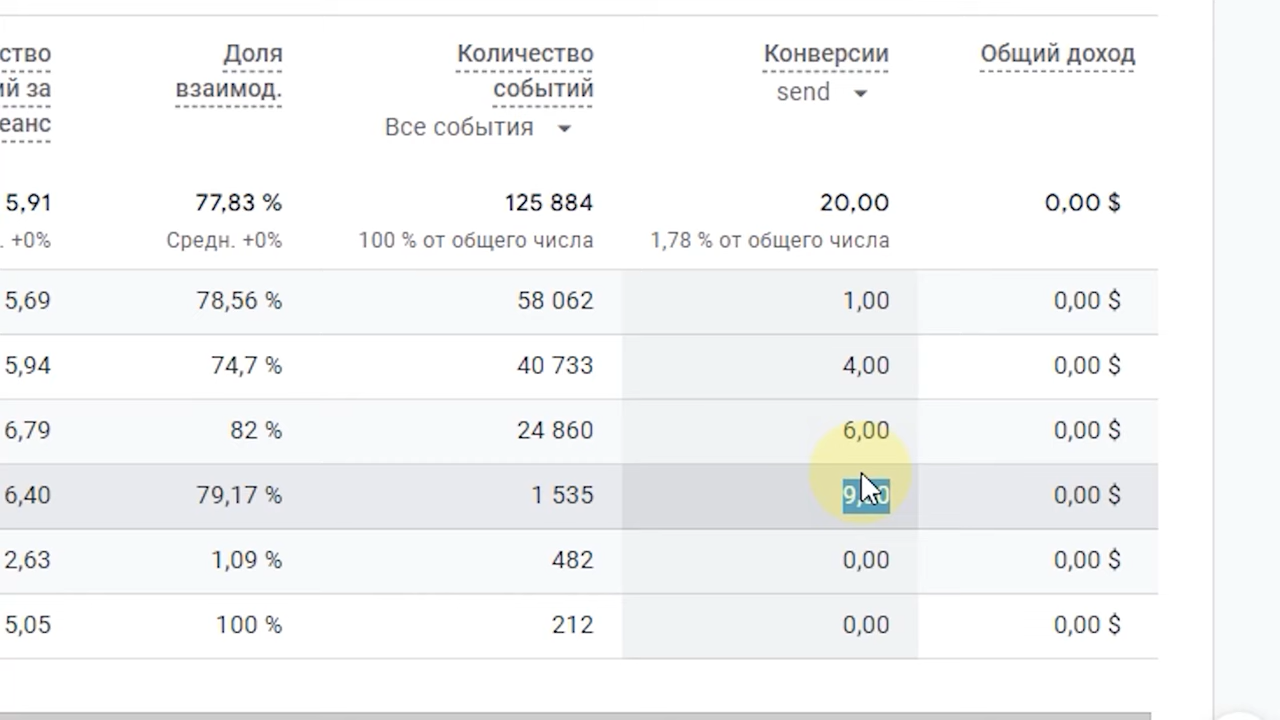 ство Доля Количество Конверсии Общий доход
ий за взаимод. событий send
еанс Все события
5,91 77,83 % 125 884 20,00 0,00 $
. +0% Средн. +0% 100 % от общего числа 1,78 % от общего числа
5,69 78,56 % 58 062 1,00 0,00 $
5,94 74,7 % 40 733 4,00 0,00 $
6,79 82 % 24 860 6,00 0,00 $
6,40 79,17 % 1 535 0,00 $
2,63 1,09 % 482 0,00 0,00 $
5,05 100 % 212 0,00 0,00 $